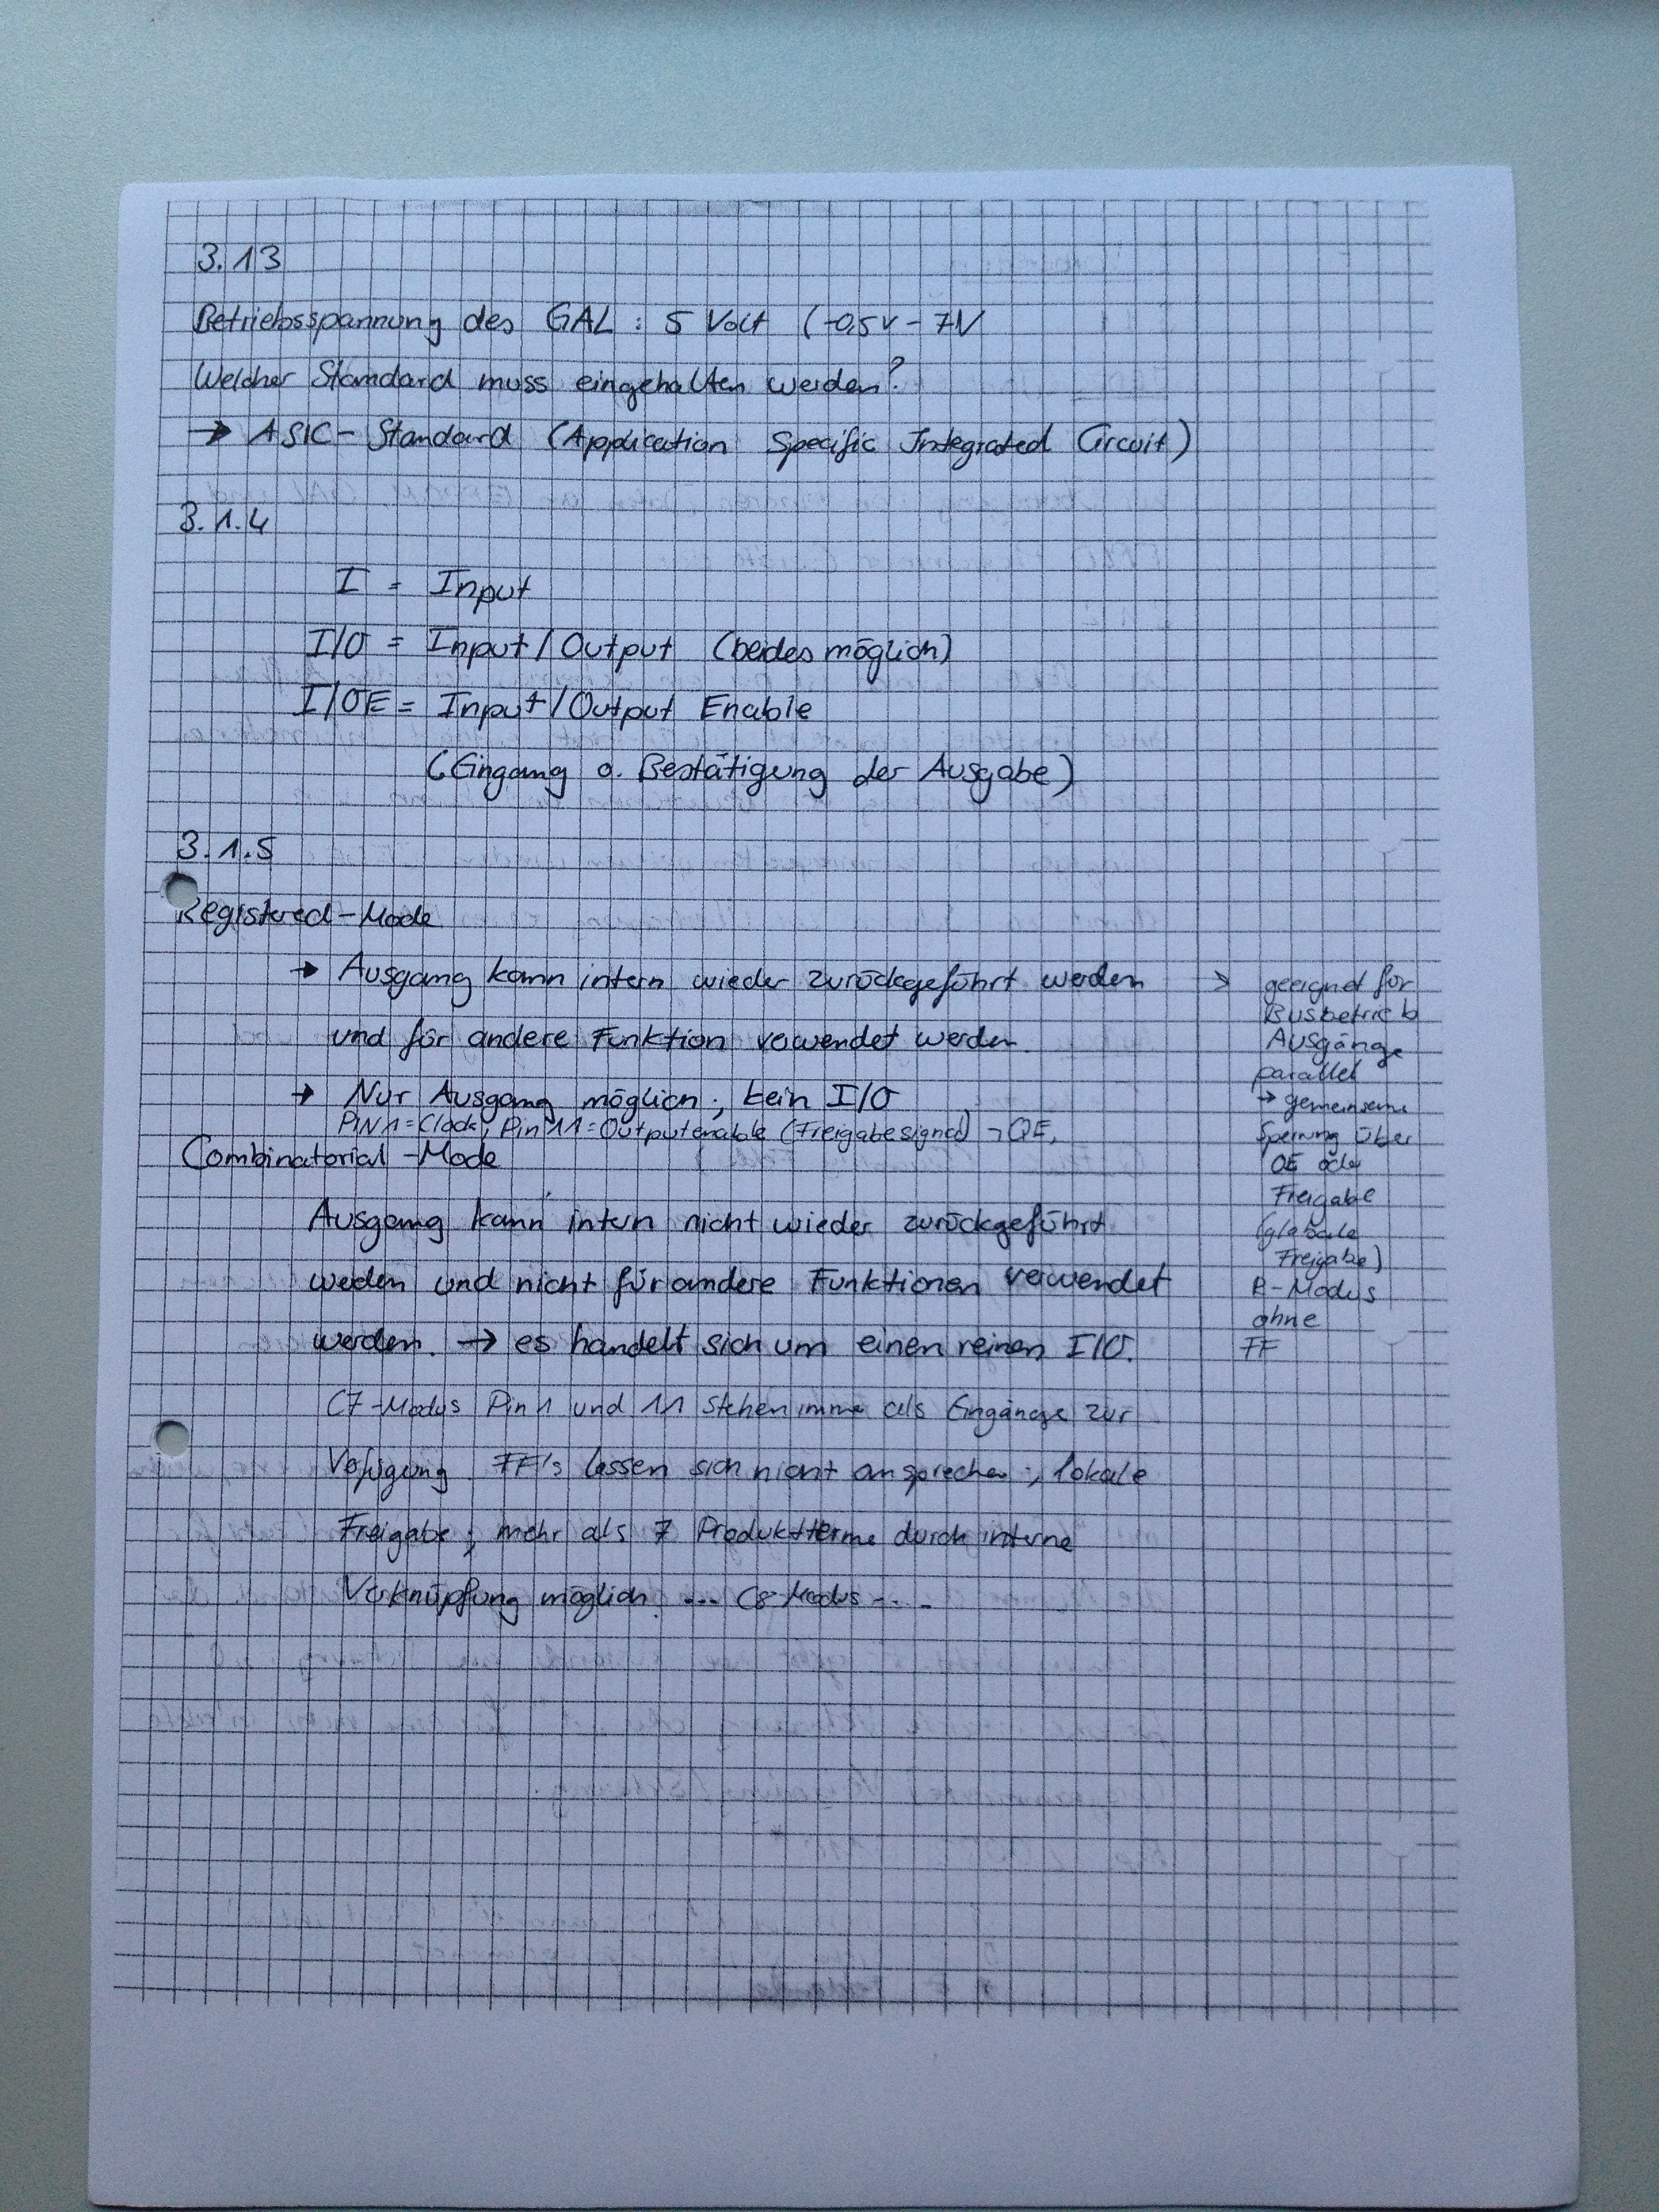 3.13
Betriebsspannung des GAL : 5 Volt (-0,5V - 7V
Welcher Standard muss eingehalten werden?
→ ASIC - Standard (Application Specific Integrated Circuit)
3.1.4
I = Input
I/O = Input / Output (beides möglich)
I/OE = Input / Output Enable
(Eingang o. Bestätigung der Ausgabe)
3.1.5
Registered - Mode
→ Ausgang kann intern wieder zurückgeführt werden
und für andere Funktion verwendet werden.
→ Nur Ausgang möglich; kein I/O
PIN 1 = Clock; Pin 11 = Outputenable (Freigabesignal) ¬OE,
Combinatorial - Mode
Ausgang kann intern nicht wieder zurückgeführt
werden und nicht für andere Funktionen verwendet
werden. → es handelt sich um einen reinen I/O.
C7-Modus Pin 1 und 11 stehen immer als Eingänge zur
Verfügung FF's lassen sich nicht ansprechen ; lokale
Freigabe ; mehr als 7 Produktterme durch interne
Verknüpfung möglich. ... C8-Modus ....
> geeignet für
Busbetrieb
Ausgänge
parallel
→ gemeinsame
Sperrung über
OE oder
Freigabe
(globale
Freigabe)
R-Modus
ohne
FF